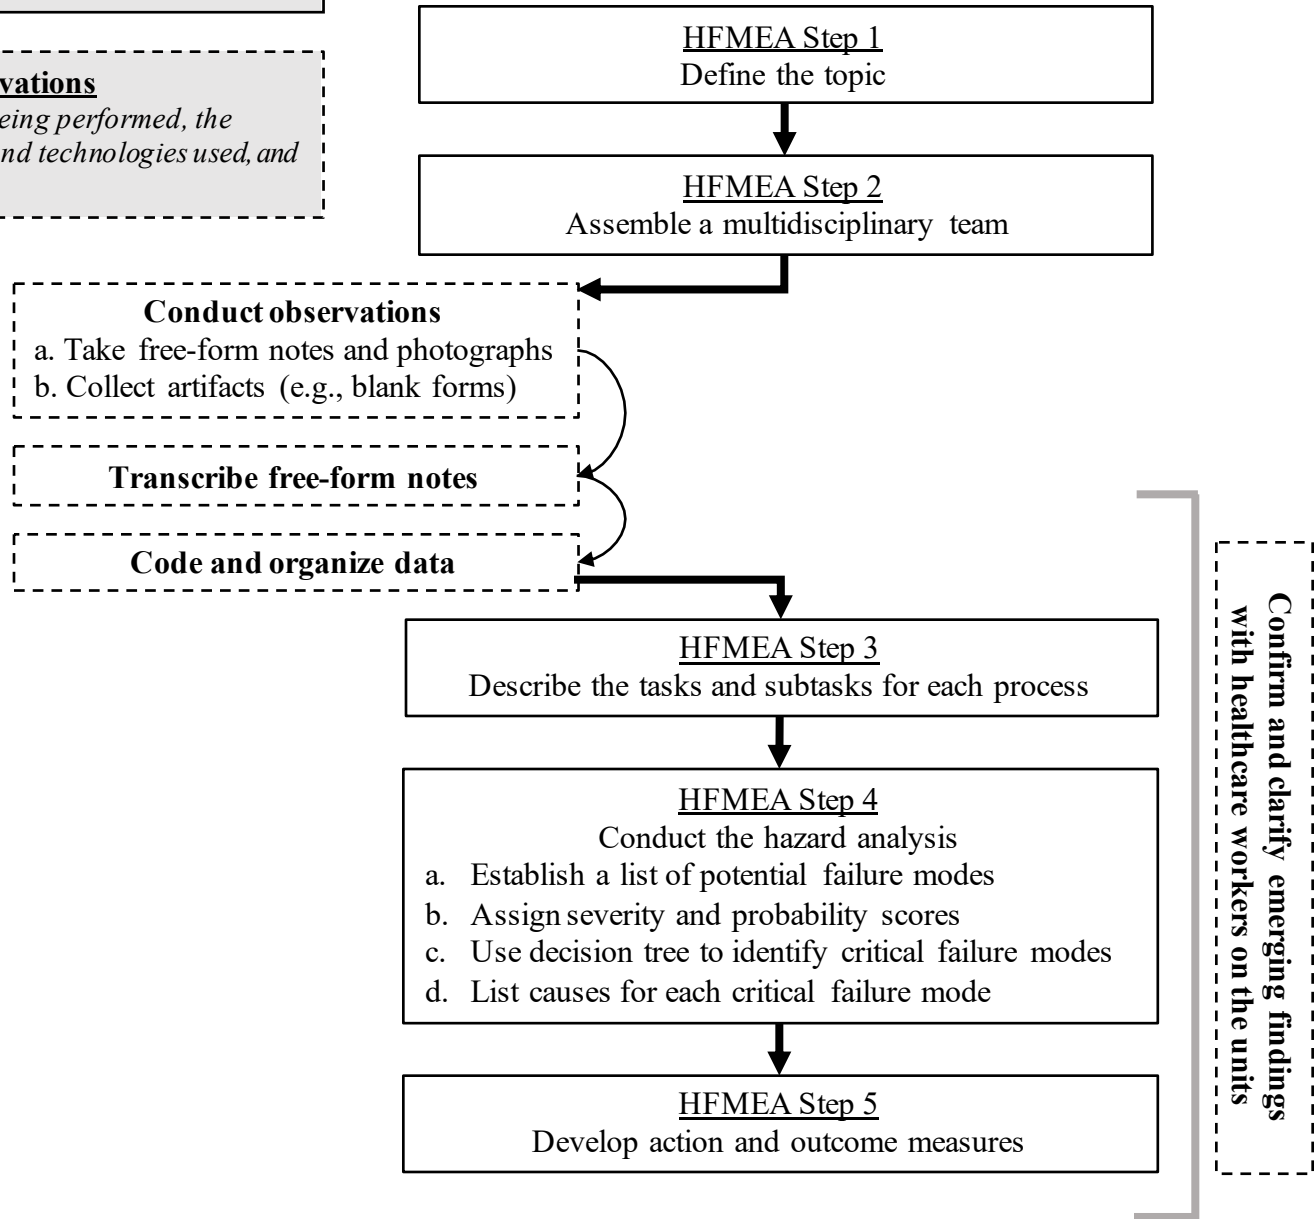 vations
eing performed, the
nd technologies used, and
HFMEA Step 1
Define the topic
HFMEA Step 2
Assemble a multidisciplinary team
Conduct observations
a. Take free-form notes and photographs
b. Collect artifacts (e.g., blank forms)
Transcribe free-form notes
Code and organize data
HFMEA Step 3
Describe the tasks and subtasks for each process
HFMEA Step 4
Conduct the hazard analysis
a. Establish a list of potential failure modes
b. Assign severity and probability scores
c. Use decision tree to identify critical failure modes
d. List causes for each critical failure mode
HFMEA Step 5
Develop action and outcome measures
Confirm and clarify emerging findings
with healthcare workers on the units